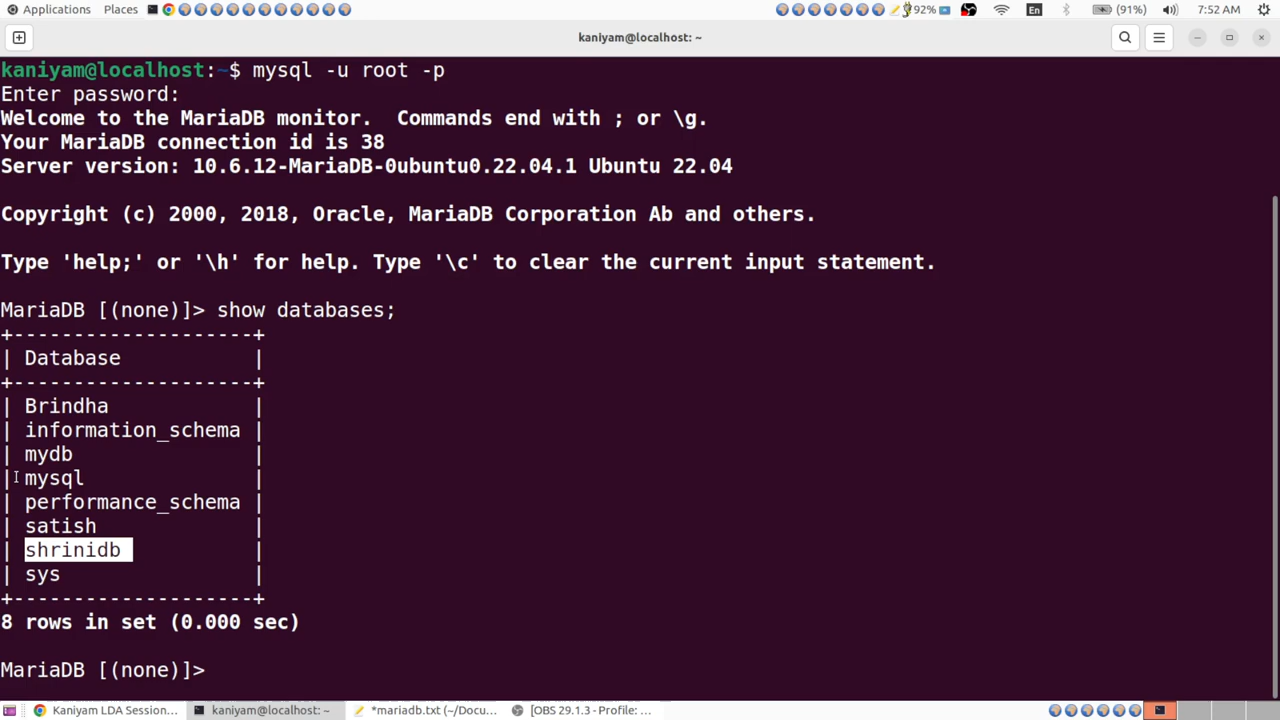 Applications Places 92% En (91%) 7:52 AM
kaniyam@localhost: ~
kaniyam@localhost:~$ mysql -u root -p
Enter password:
Welcome to the MariaDB monitor.  Commands end with ; or \g.
Your MariaDB connection id is 38
Server version: 10.6.12-MariaDB-0ubuntu0.22.04.1 Ubuntu 22.04
Copyright (c) 2000, 2018, Oracle, MariaDB Corporation Ab and others.
Type 'help;' or '\h' for help. Type '\c' to clear the current input statement.
MariaDB [(none)]> show databases;
+--------------------+
| Database           |
+--------------------+
| Brindha            |
| information_schema |
| mydb               |
| mysql              |
| performance_schema |
| satish             |
| shrinidb           |
| sys                |
+--------------------+
8 rows in set (0.000 sec)
MariaDB [(none)]>
Kaniyam LDA Session... kaniyam@localhost: ~ *mariadb.txt (~/Docu... [OBS 29.1.3 - Profile: ...